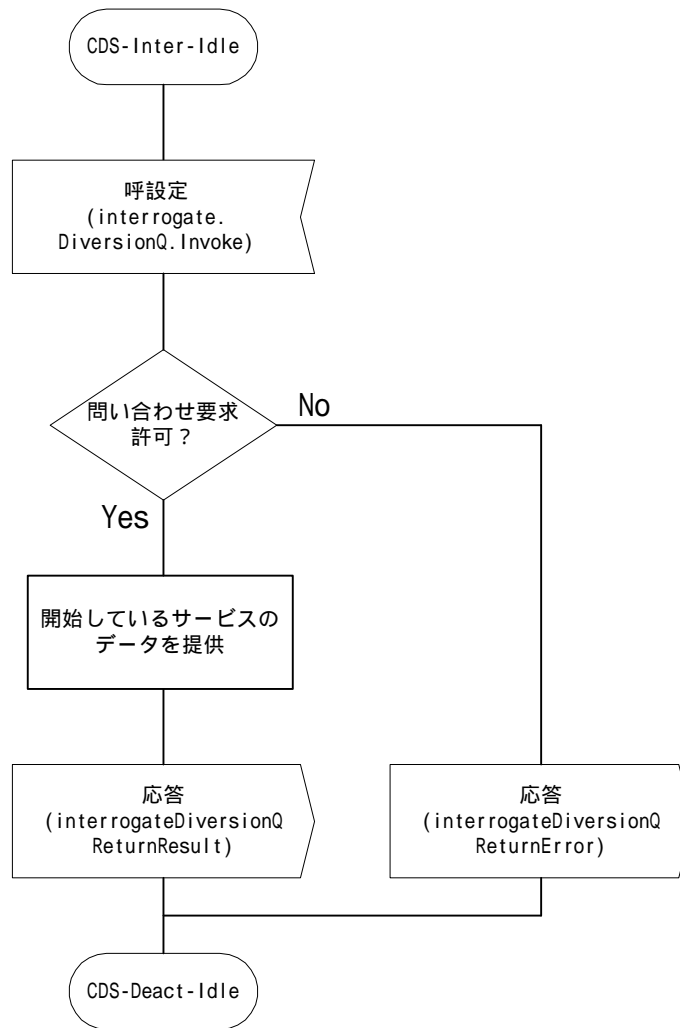 CDS-Inter-Idle
呼設定
(interrogate.
DiversionQ.Invoke)
問い合わせ要求
許可？
No
Yes
開始しているサービスの
データを提供
応答
(interrogateDiversionQ
ReturnResult)
応答
(interrogateDiversionQ
ReturnError)
CDS-Deact-Idle